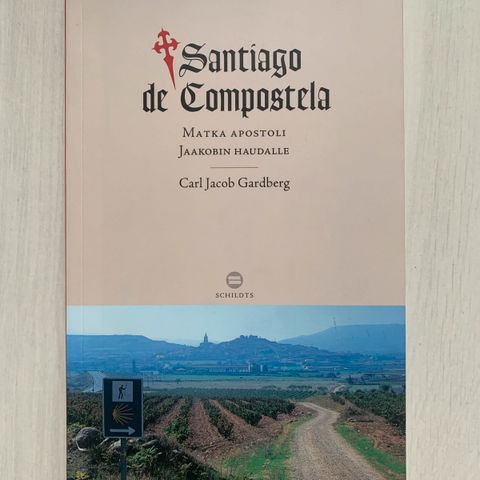 Santiago
de Compostela
MATKA APOSTOLI
JAAKOBIN HAUDALLE
Carl Jacob Gardberg
SCHILDTS